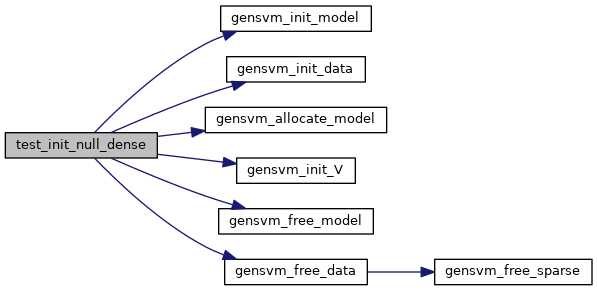 gensvm_init_model
gensvm_init_data
gensvm_allocate_model
test_init_null_dense
gensvm_init_V
gensvm_free_model
gensvm_free_data
gensvm_free_sparse